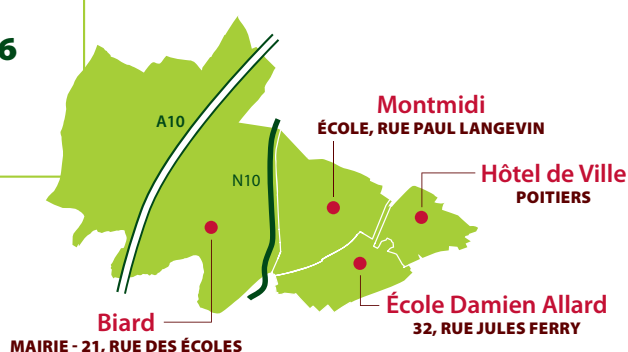 6
A10
Montmidi
ÉCOLE, RUE PAUL LANGEVIN
N10
Hôtel de Ville
POITIERS
École Damien Allard
32, RUE JULES FERRY
Biard
MAIRIE - 21, RUE DES ÉCOLES